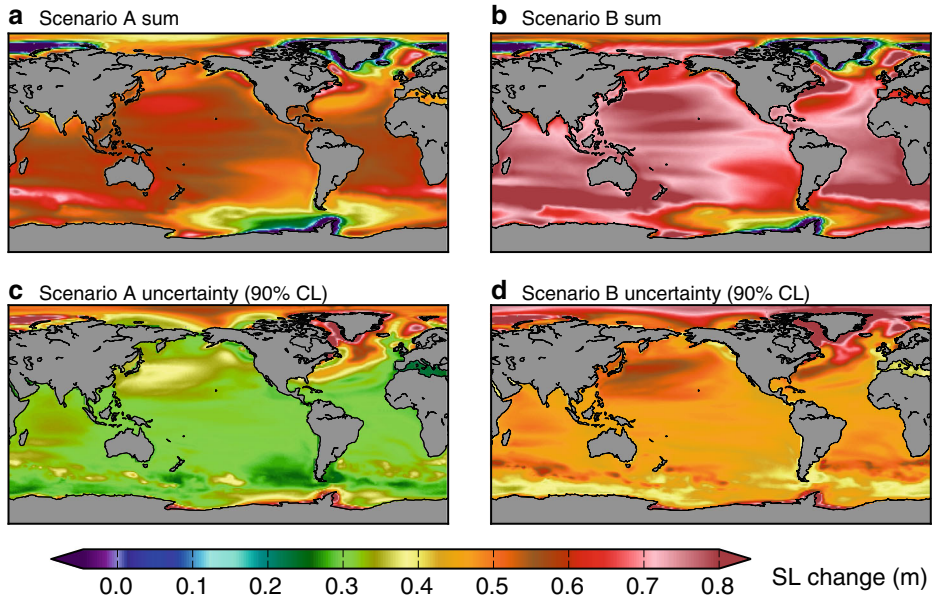 a Scenario A sum
b Scenario B sum
c Scenario A uncertainty (90% CL)
d Scenario B uncertainty (90% CL)
0.0 0.1 0.2 0.3 0.4 0.5 0.6 0.7 0.8
SL change (m)